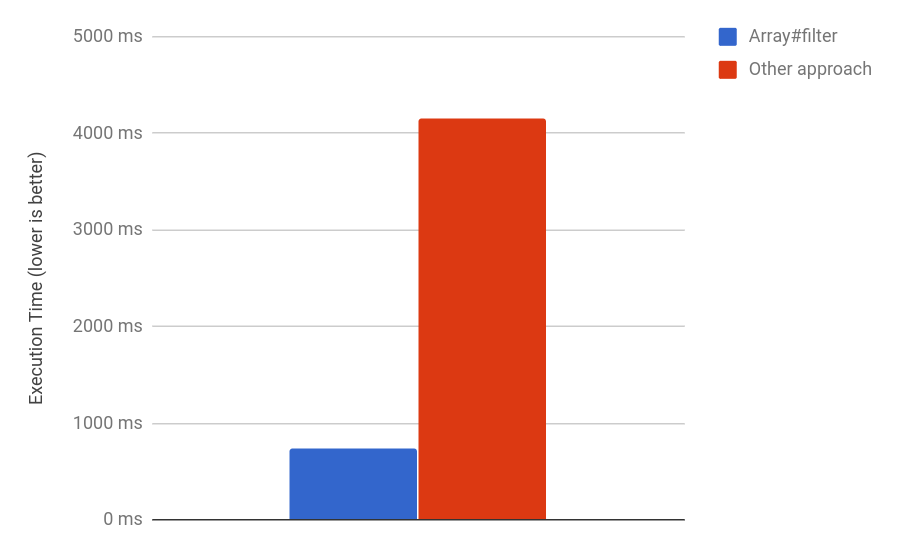 Execution Time (lower is better)
5000 ms
4000 ms
3000 ms
2000 ms
1000 ms
0 ms
Array#filter
Other approach